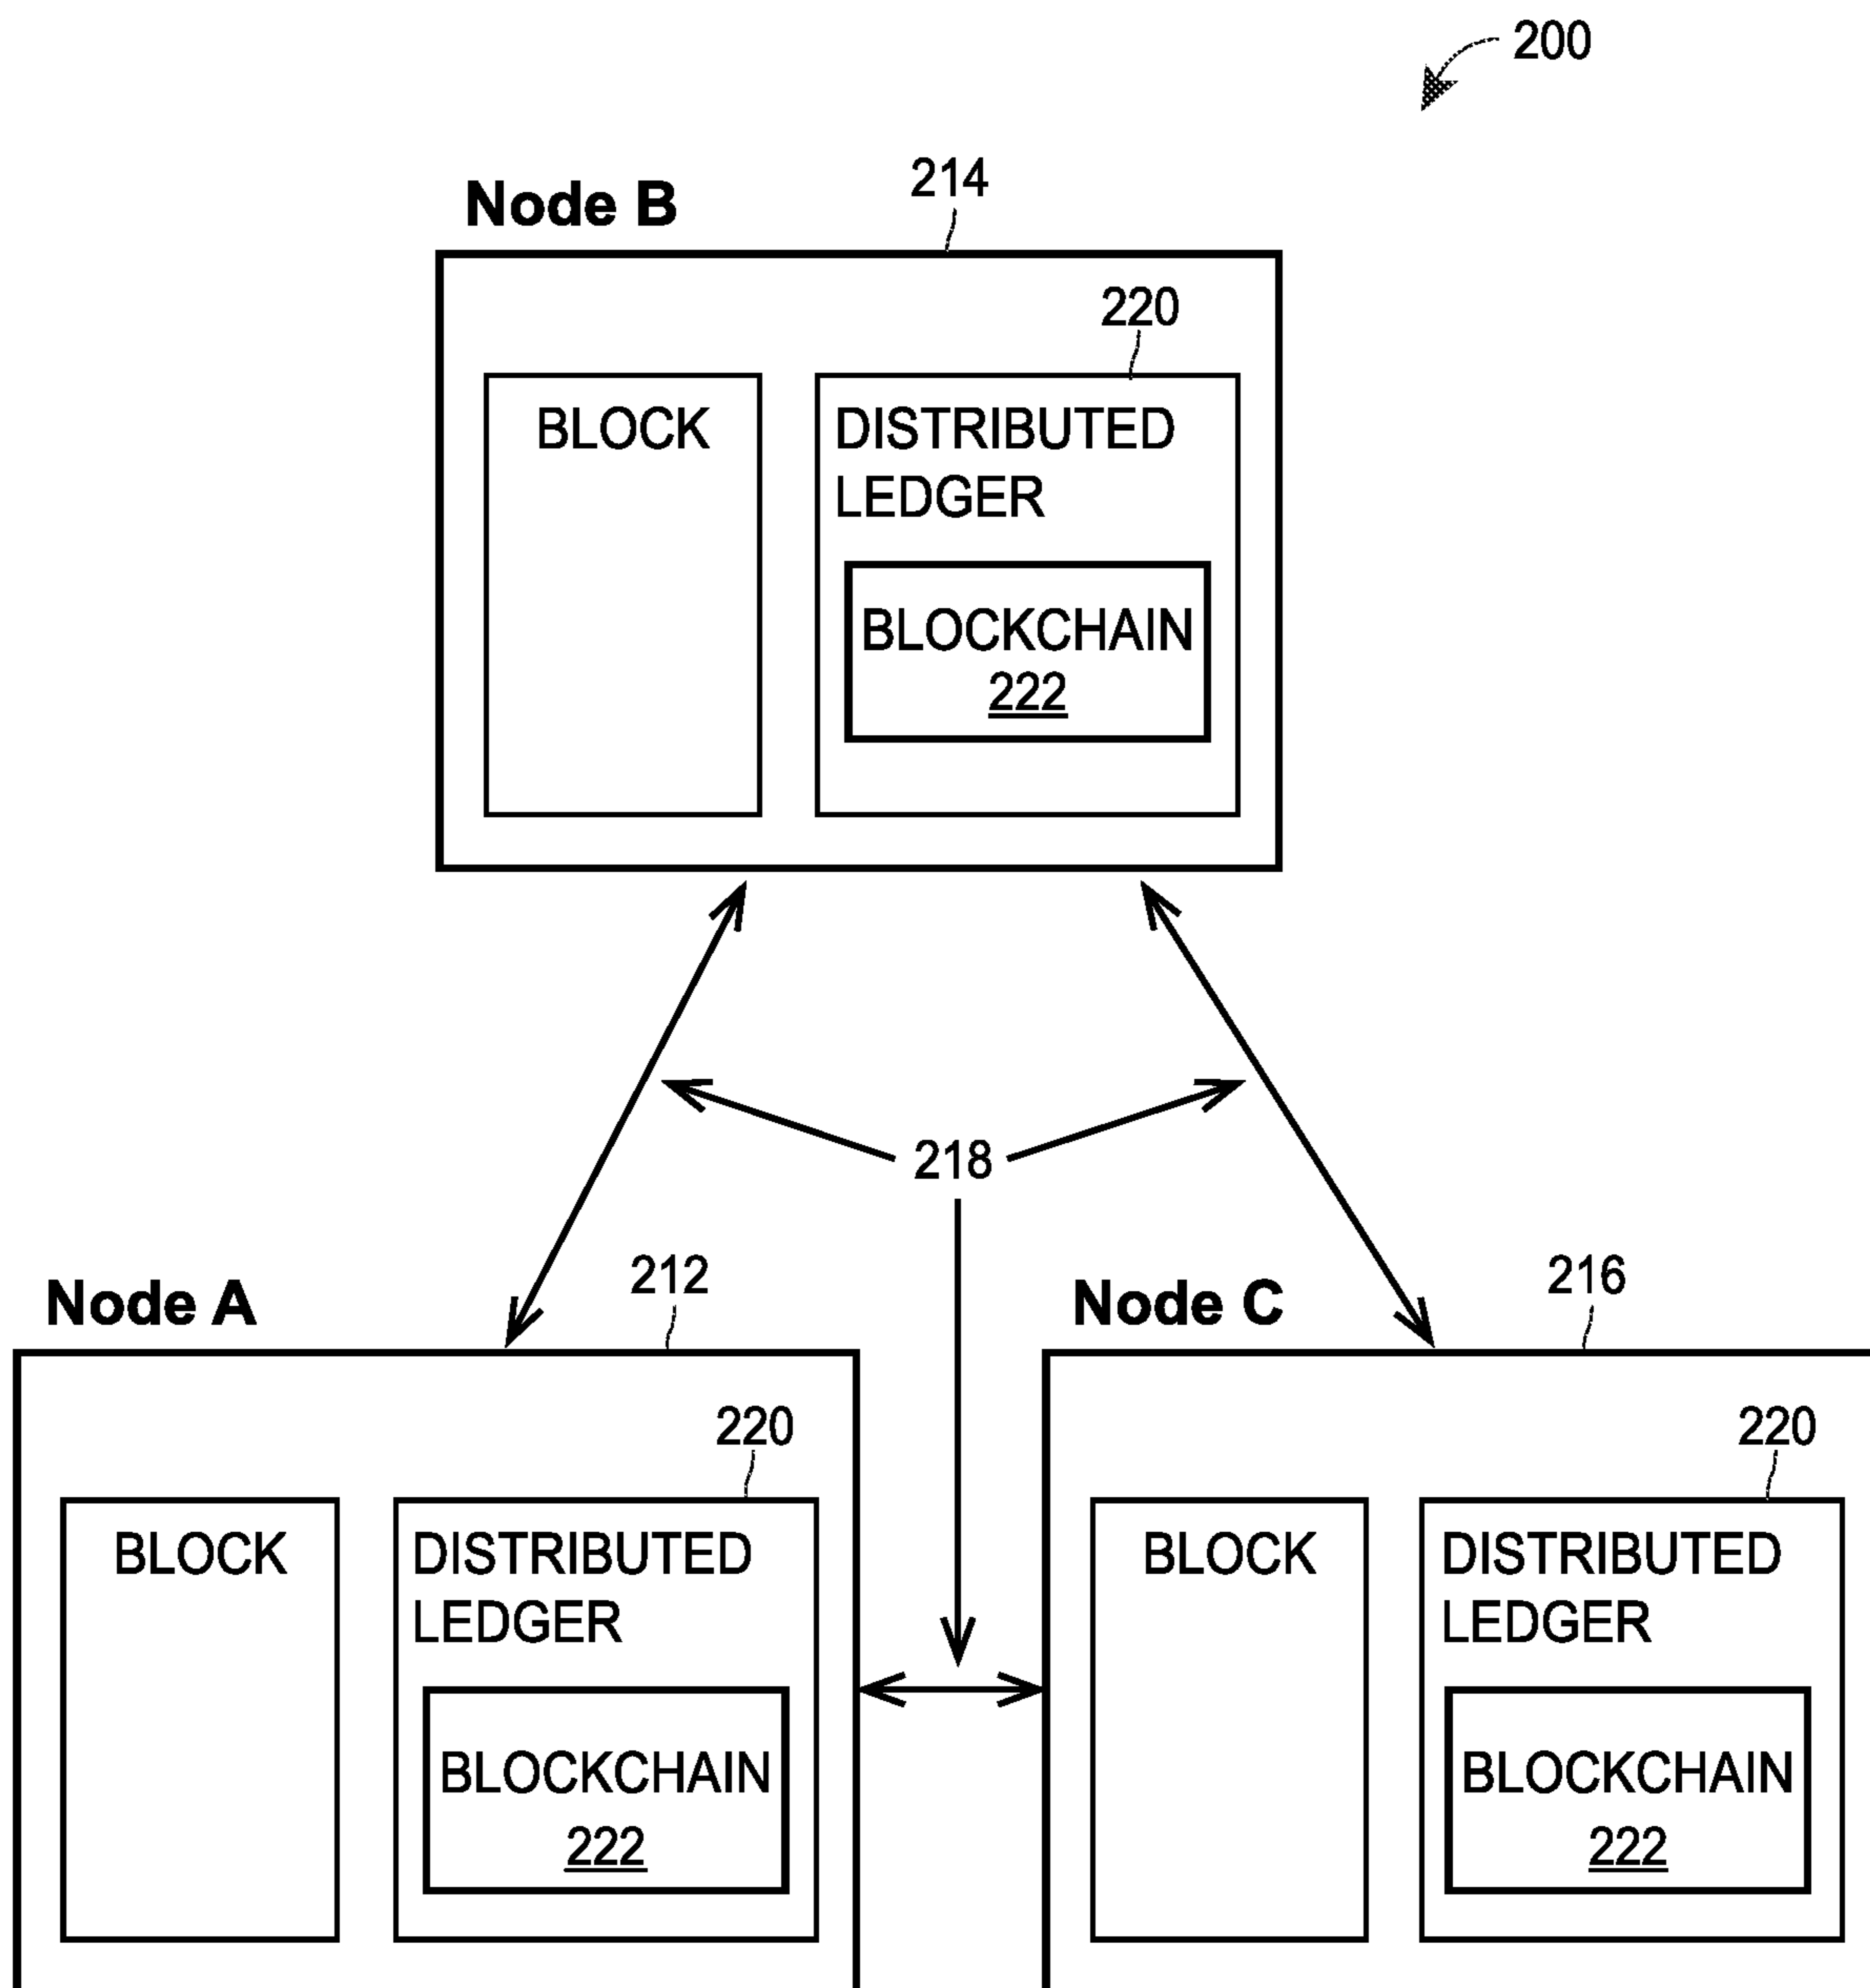 200
Node B
214
220
BLOCK
DISTRIBUTED
LEDGER
BLOCKCHAIN
222
218
Node A
212
Node C
216
220
BLOCK
DISTRIBUTED
LEDGER
BLOCKCHAIN
222
220
BLOCK
DISTRIBUTED
LEDGER
BLOCKCHAIN
222